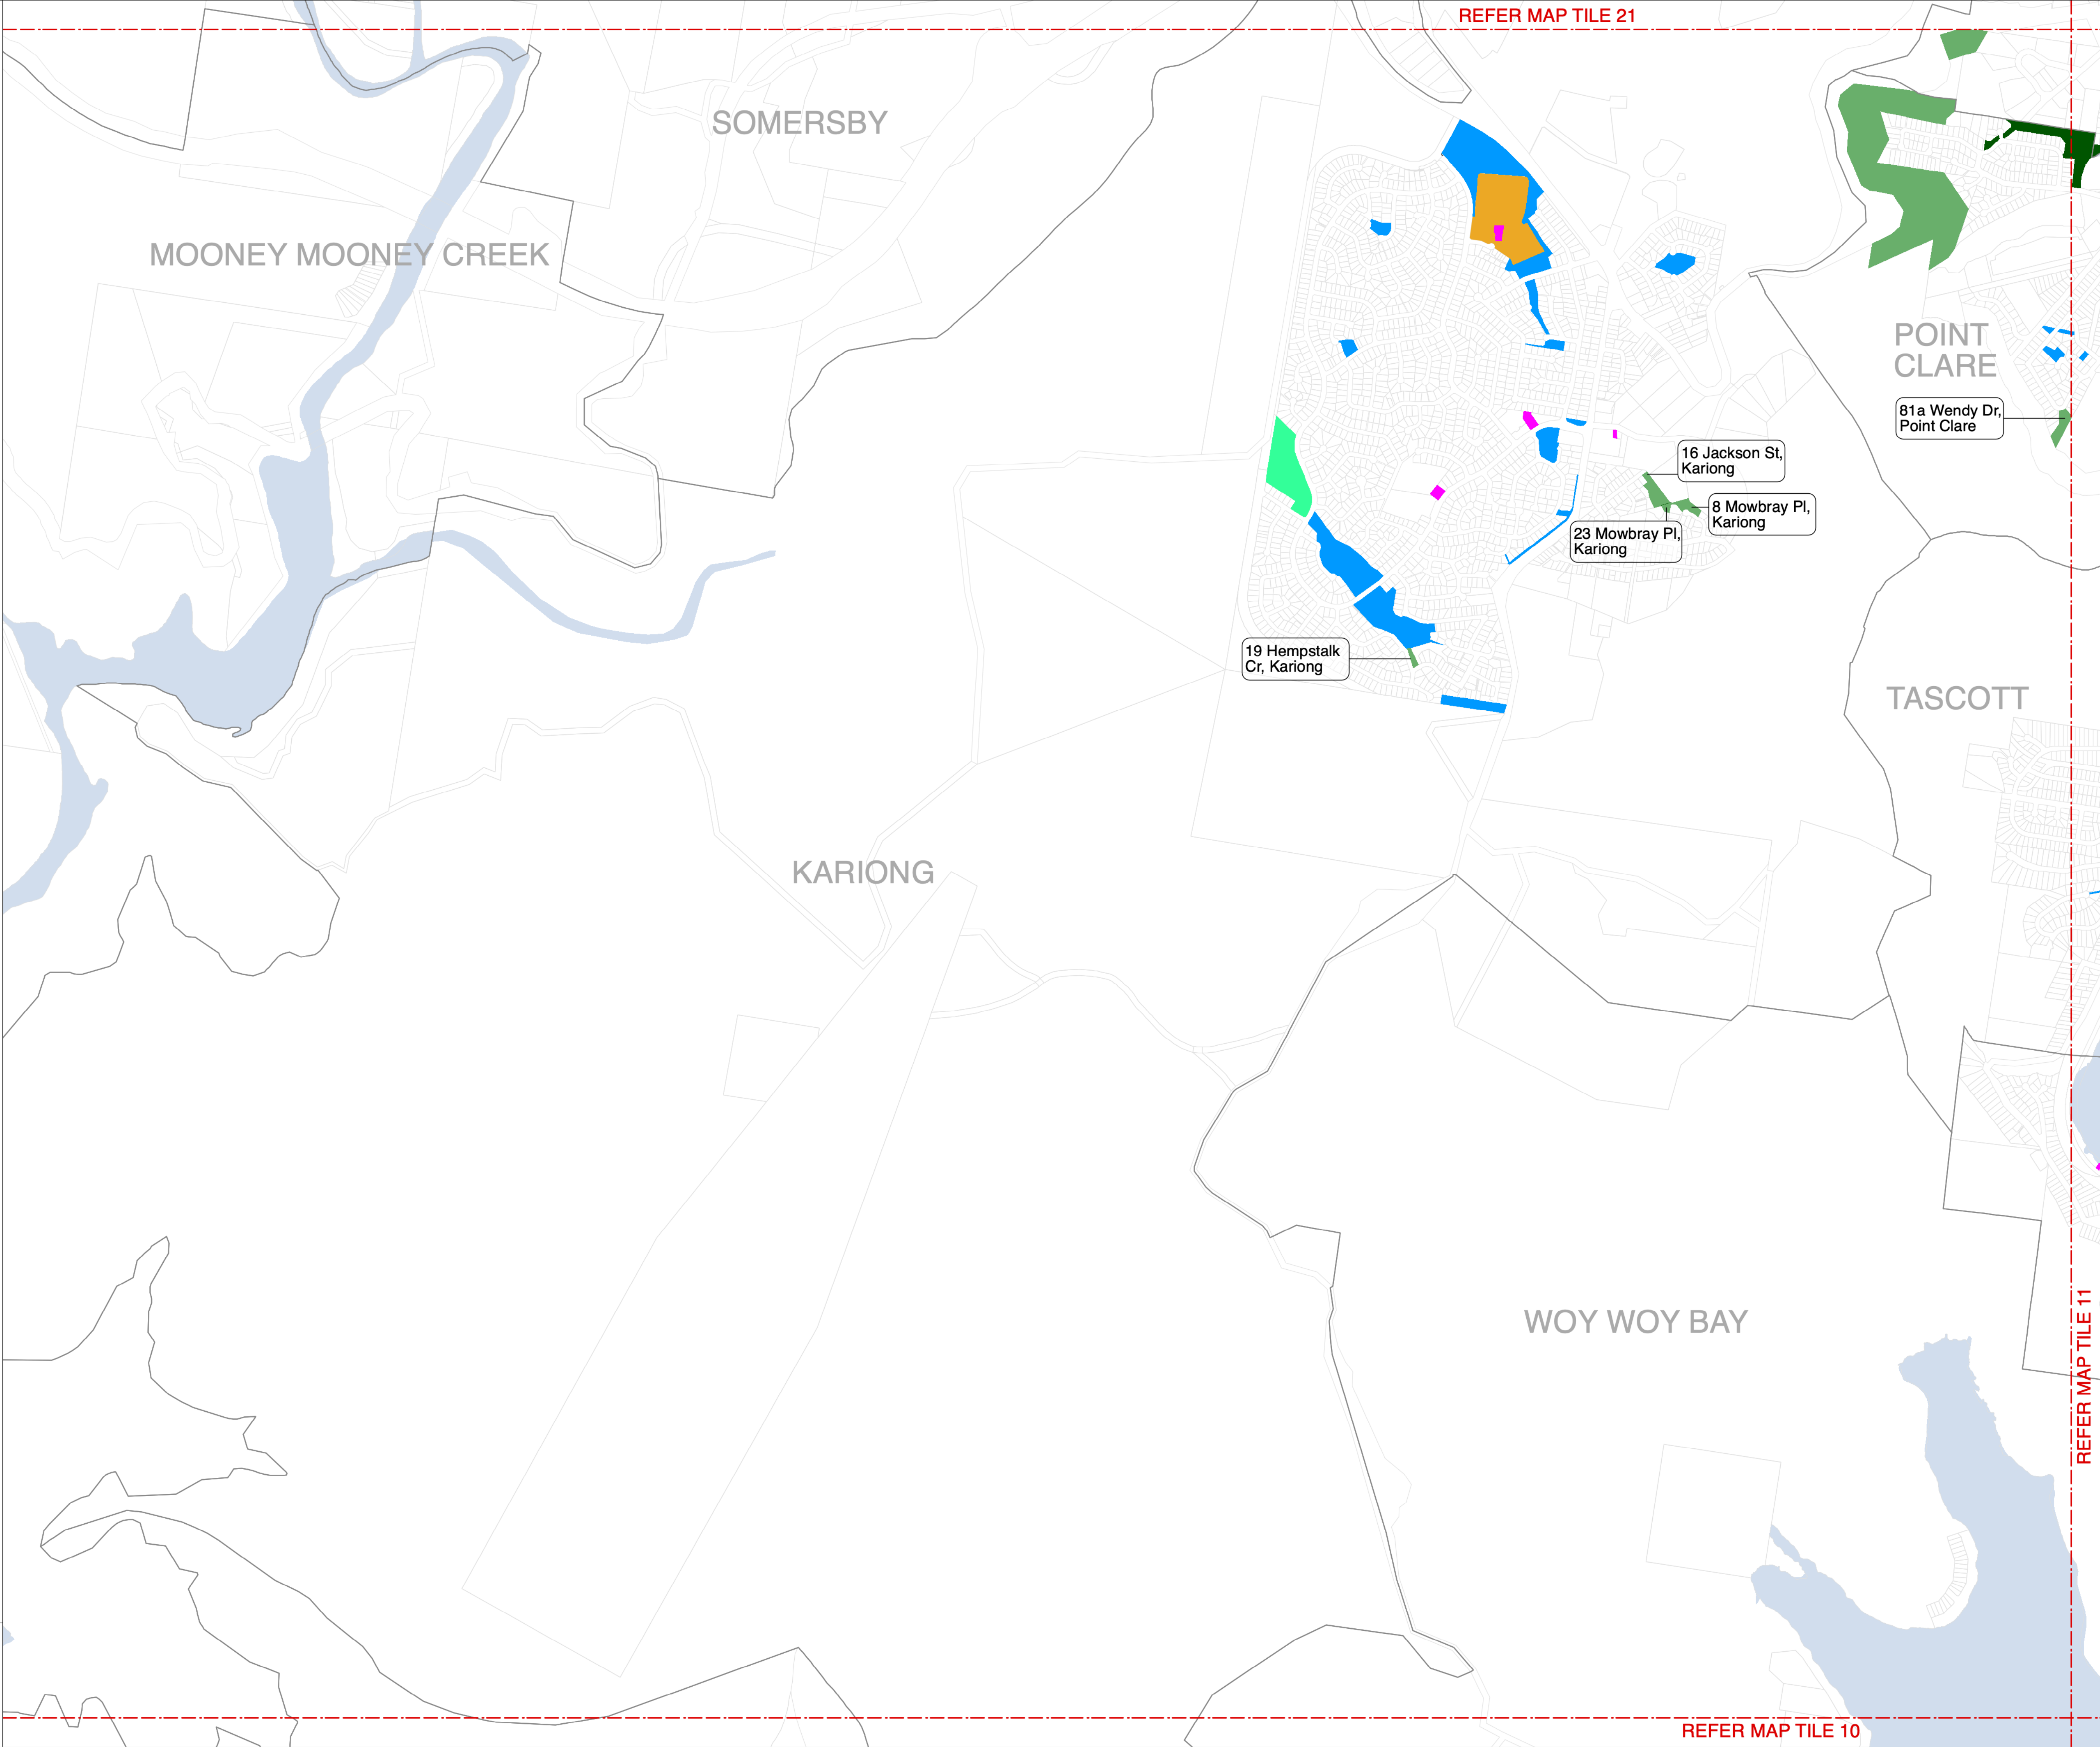 REFER MAP TILE 21
SOMERSBY
MOONEY MOONEY CREEK
POINT
CLARE
81a Wendy Dr,
Point Clare
16 Jackson St,
Kariong
8 Mowbray Pl,
Kariong
23 Mowbray Pl,
Kariong
19 Hempstalk
Cr, Kariong
TASCOTT
KARIONG
WOY WOY BAY
REFER MAP TILE 11
REFER MAP TILE 10